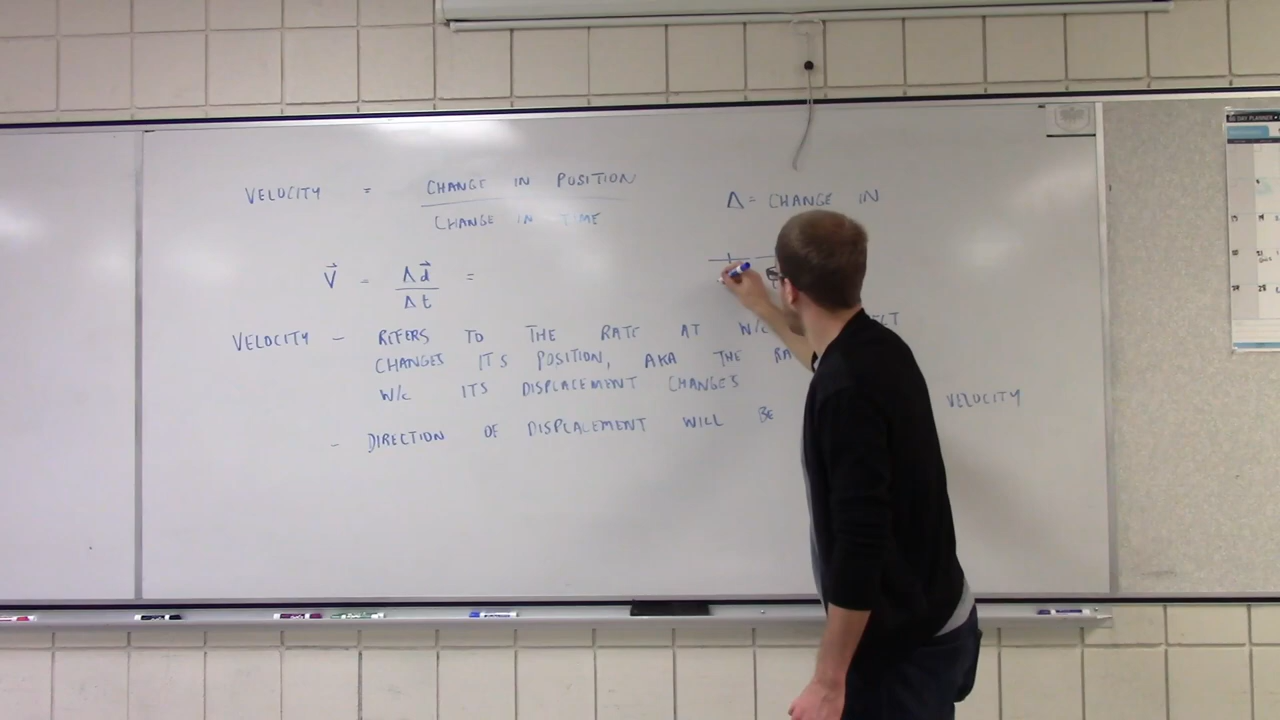 VELOCITY = CHANGE IN POSITION
CHANGE IN TIME
Δ = CHANGE IN
V⃗ = Δd⃗ =
Δt
VELOCITY - REFERS TO THE RATE AT W/C
CHANGES ITS POSITION, AKA THE RA
W/C ITS DISPLACEMENT CHANGES
- DIRECTION OF DISPLACEMENT WILL BE VELOCITY